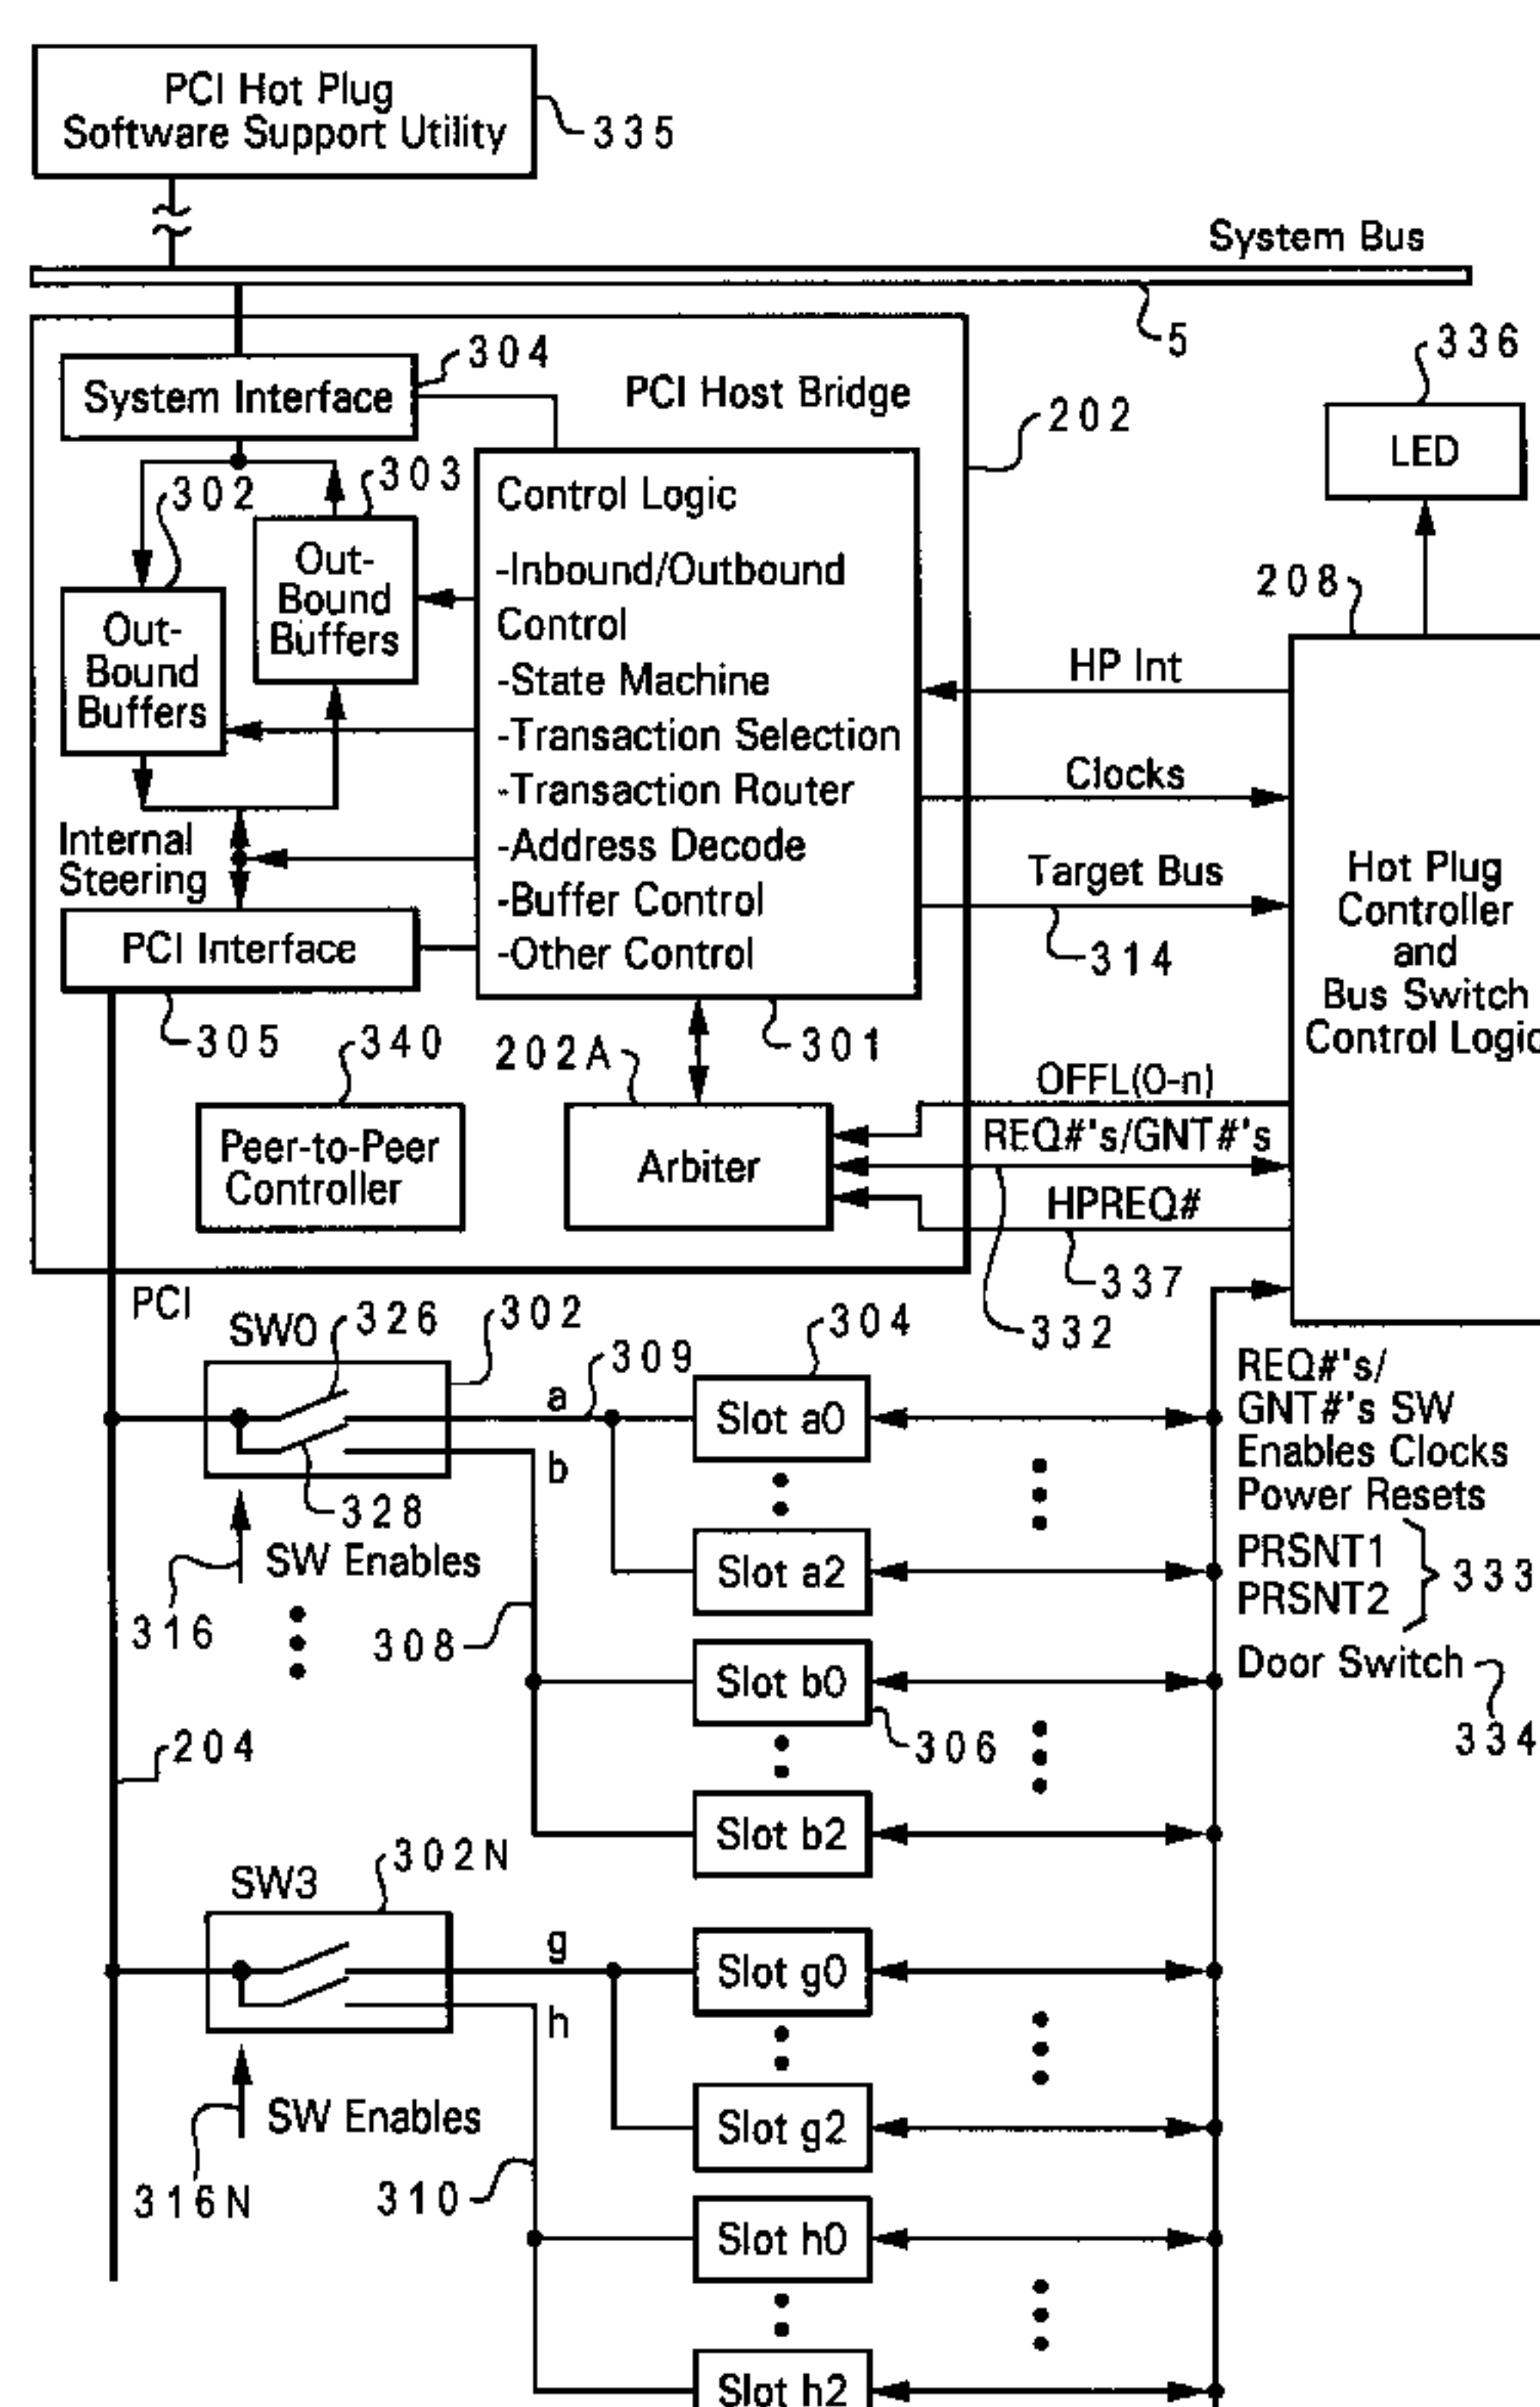 PCI Hot Plug
Software Support Utility
335
System Bus
5
304
System Interface
PCI Host Bridge
202
336
LED
302
303
Out-
Bound
Buffers
Out-
Bound
Buffers
Control Logic
-Inbound/Outbound
Control
-State Machine
-Transaction Selection
-Transaction Router
-Address Decode
-Buffer Control
-Other Control
208
HP Int
Clocks
Target Bus
314
Hot Plug
Controller
and
Bus Switch
Control Logic
Internal
Steering
PCI Interface
305
340
202A
301
Peer-to-Peer
Controller
Arbiter
OFFL(0-n)
REQ#'s/GNT#'s
HPREQ#
337
332
PCI
SW0
326
302
309
304
a
b
328
316
SW Enables
308
Slot a0
Slot a2
Slot b0
306
Slot b2
REQ#'s/
GNT#'s SW
Enables Clocks
Power Resets
PRSNT1
PRSNT2
333
Door Switch
334
204
SW3
302N
g
h
316N
SW Enables
310
Slot g0
Slot g2
Slot h0
Slot h2